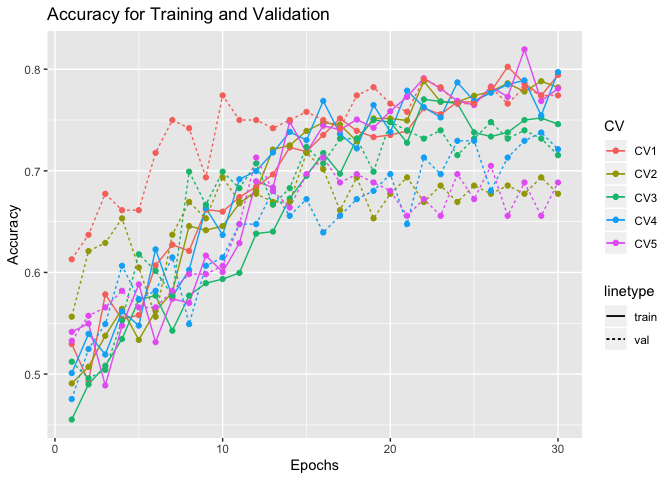 Accuracy for Training and Validation
0.8
0.7
0.6
0.5
Accuracy
0
10
20
30
Epochs
CV
CV1
CV2
CV3
CV4
CV5
linetype
train
val